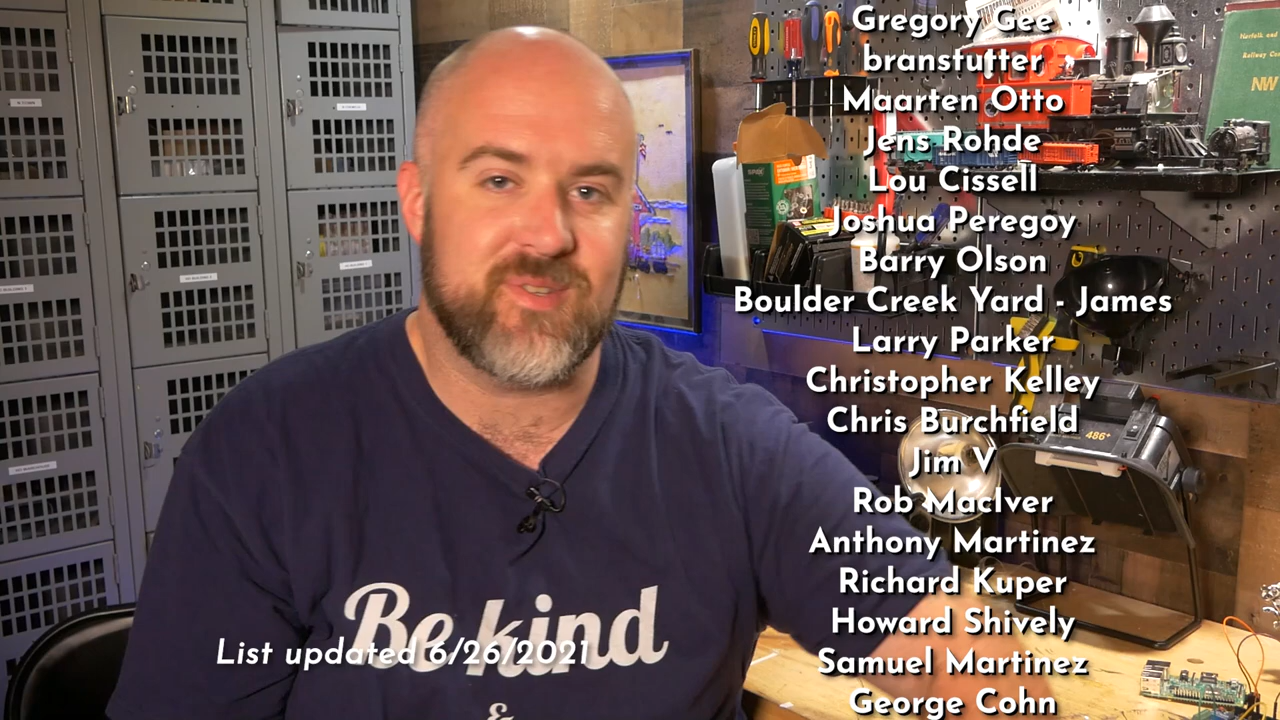 Gregory Gee
branstutter
Maarten Otto
Jens Rohde
Lou Cissell
Joshua Peregoy
Barry Olson
Boulder Creek Yard - James
Larry Parker
Christopher Kelley
Chris Burchfield
Jim V
Rob MacIver
Anthony Martinez
Richard Kuper
Howard Shively
Samuel Martinez
George Cohn
Be kind
&
List updated 6/26/2021
NW
486+